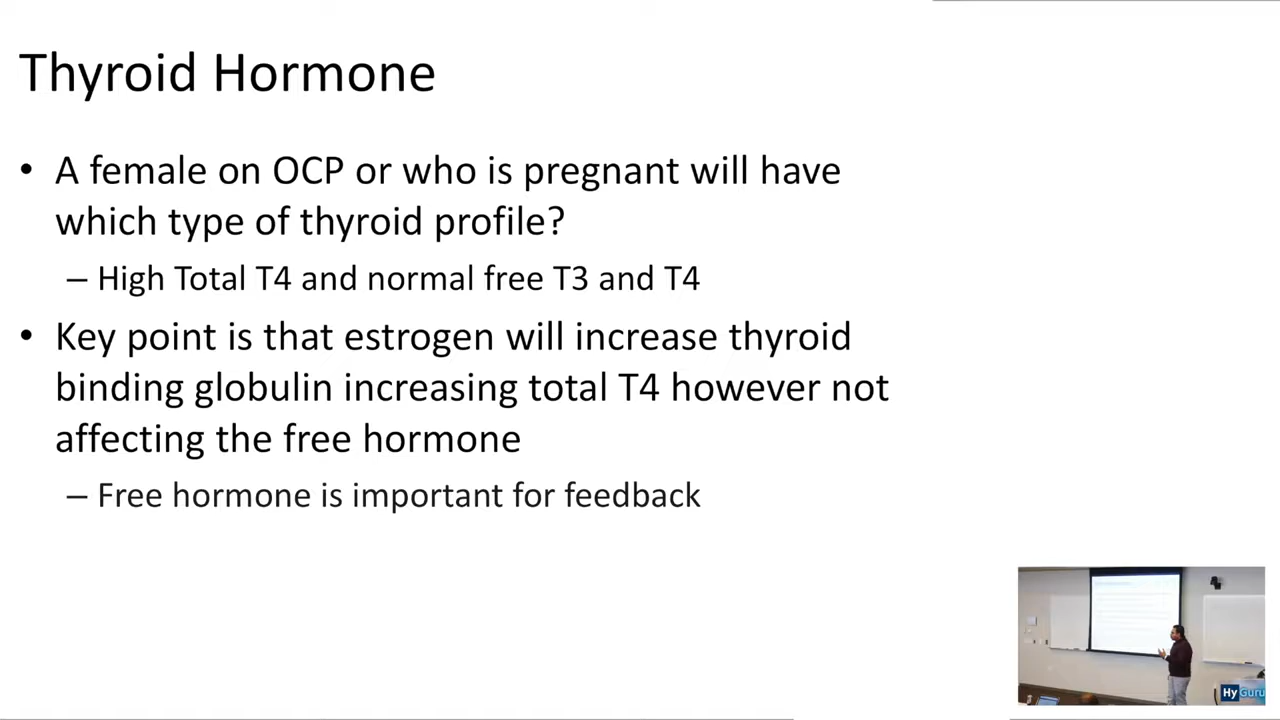 Thyroid Hormone
• A female on OCP or who is pregnant will have
which type of thyroid profile?
– High Total T4 and normal free T3 and T4
• Key point is that estrogen will increase thyroid
binding globulin increasing total T4 however not
affecting the free hormone
– Free hormone is important for feedback
HyGuru